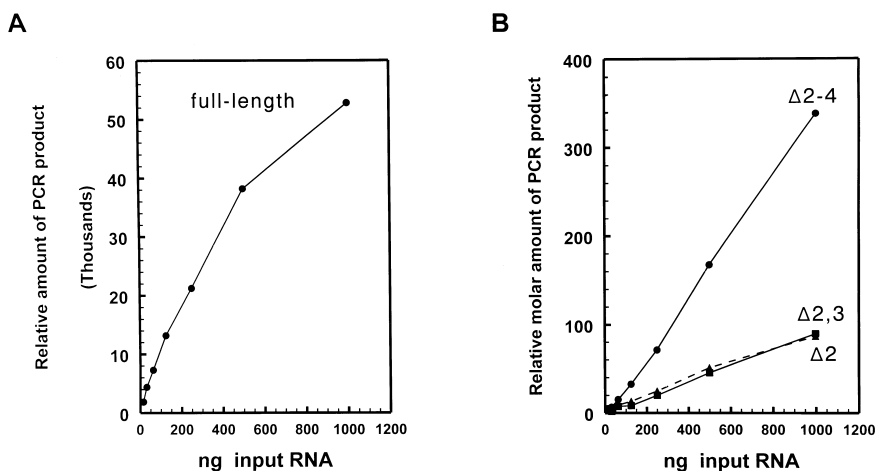 A
B
60
50
40
30
20
10
0
Relative amount of PCR product
(Thousands)
full-length
0 200 400 600 800 1000 1200
ng input RNA
400
300
200
100
0
Relative molar amount of PCR product
Δ2-4
Δ2,3
Δ2
0 200 400 600 800 1000 1200
ng input RNA